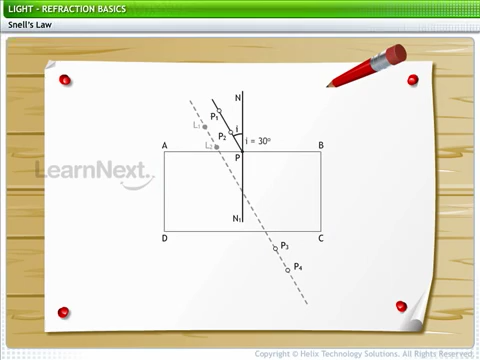 LIGHT - REFRACTION BASICS
Snell's Law
N
P1
L1
P2
i
L2
i = 30°
A
P
B
LearnNext..
N1
D
C
P3
P4
Copyright © Helix Technology Solutions. All Rights Reserved